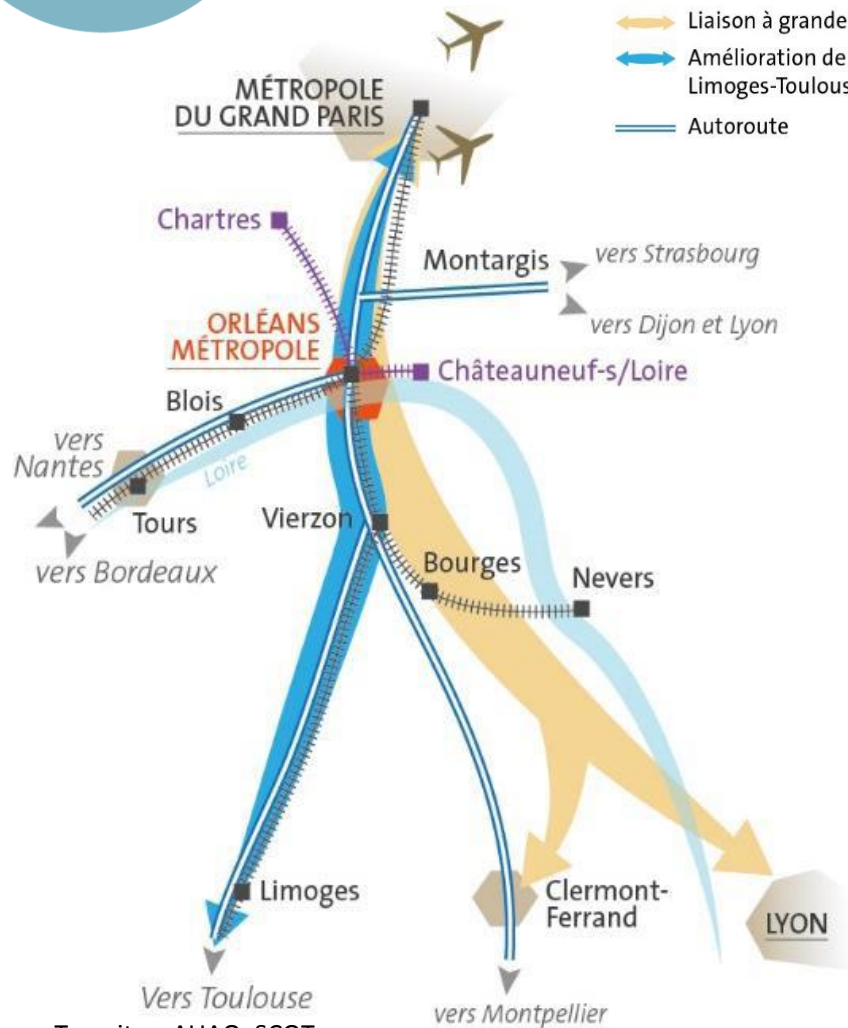 Liaison à grande
Amélioration de
Limoges-Toulous
Autoroute
MÉTROPOLE
DU GRAND PARIS
Chartres
Montargis
vers Strasbourg
vers Dijon et Lyon
ORLÉANS
MÉTROPOLE
Châteauneuf-s/Loire
Blois
vers
Nantes
Loire
Tours
Vierzon
vers Bordeaux
Bourges
Nevers
Limoges
Clermont-
Ferrand
LYON
Vers Toulouse
vers Montpellier